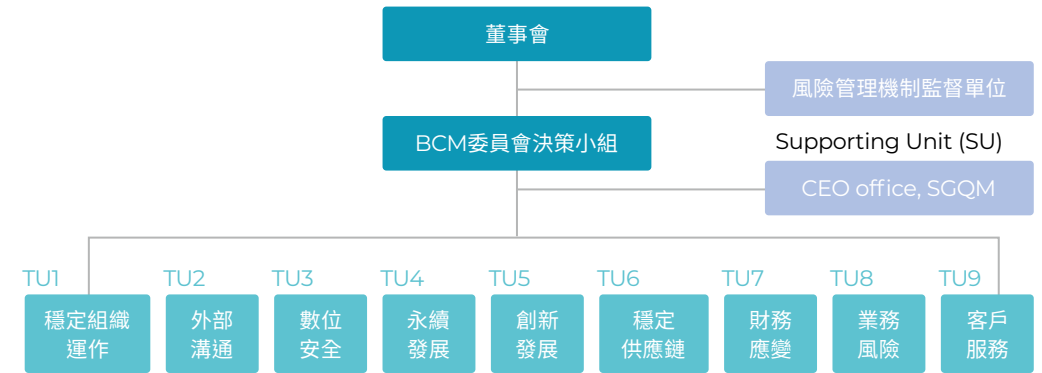 董事會
風險管理機制監督單位
BCM委員會決策小組
Supporting Unit (SU)
CEO office, SGQM
TU1
穩定組織
運作
TU2
外部
溝通
TU3
數位
安全
TU4
永續
發展
TU5
創新
發展
TU6
穩定
供應鏈
TU7
財務
應變
TU8
業務
風險
TU9
客戶
服務